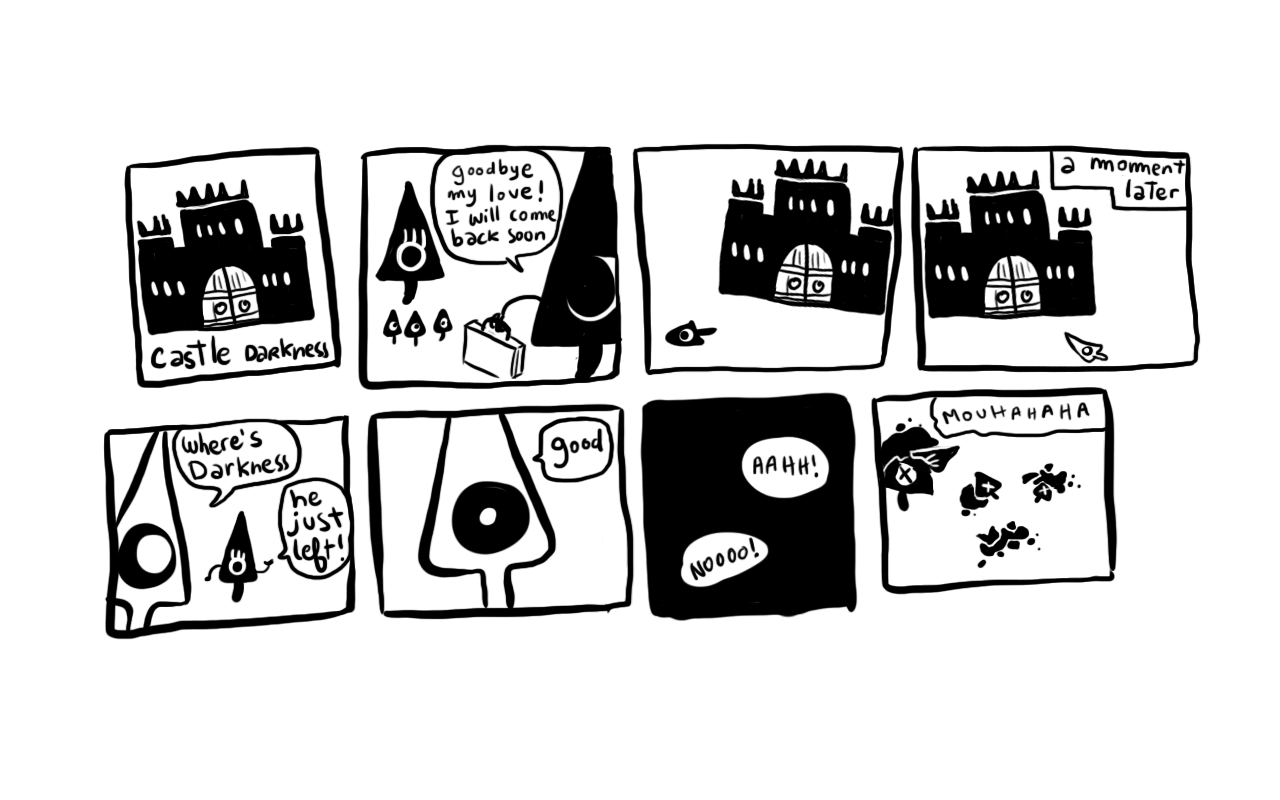 castle Darkness
goodbye
my love!
I will come
back soon
a moment
later
where's
Darkness
he
just
left!
good
AAHH!
NOOOO!
MOUHAHAHA